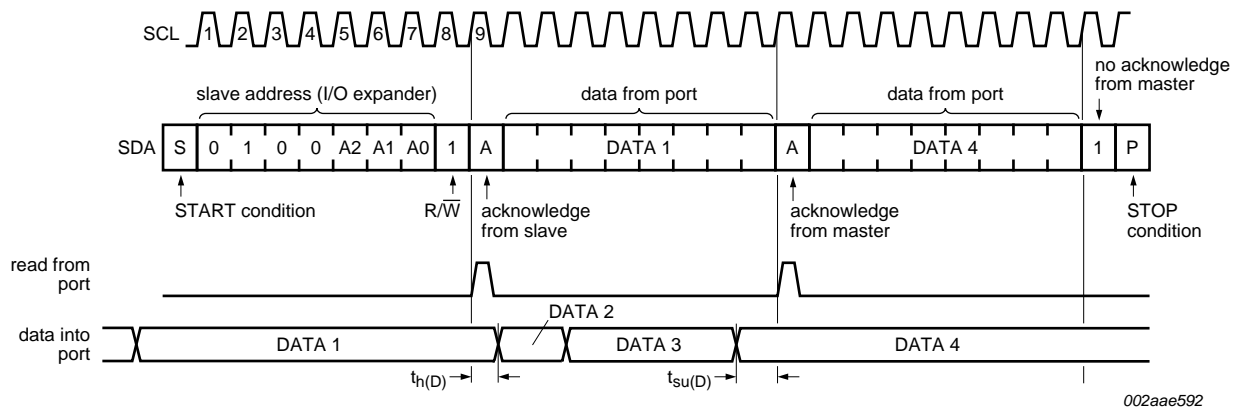 SCL 1 2 3 4 5 6 7 8 9
no acknowledge
from master
slave address (I/O expander)
data from port
data from port
SDA S 0 1 0 0 A2 A1 A0 1 A DATA 1 A DATA 4 1 P
START condition
R/W̅
acknowledge
from slave
acknowledge
from master
STOP
condition
read from
port
DATA 2
data into
port
DATA 1
DATA 3
DATA 4
th(D)
tsu(D)
002aae592